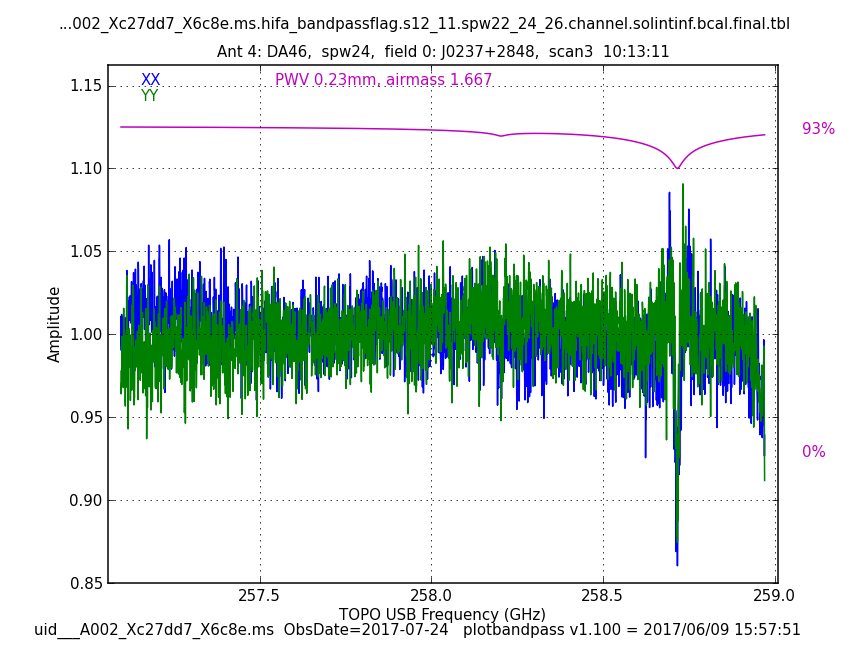 ...002_Xc27dd7_X6c8e.ms.hifa_bandpassflag.s12_11.spw22_24_26.channel.solintinf.bcal.final.tbl
Ant 4: DA46, spw24, field 0: J0237+2848, scan3 10:13:11
XX
YY
PWV 0.23mm, airmass 1.667
93%
0%
1.15
1.10
1.05
1.00
0.95
0.90
0.85
Amplitude
257.5
258.0
258.5
259.0
TOPO USB Frequency (GHz)
uid___A002_Xc27dd7_X6c8e.ms ObsDate=2017-07-24 plotbandpass v1.100 = 2017/06/09 15:57:51